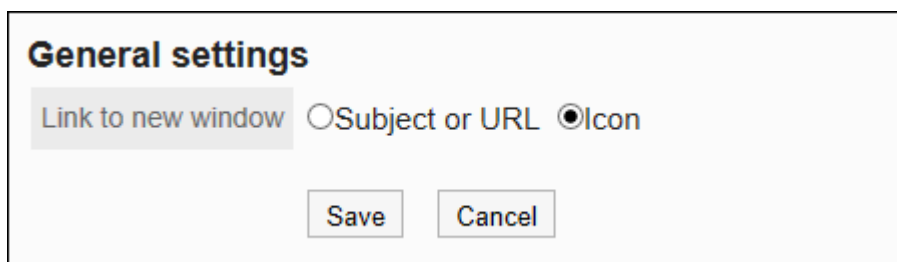 General settings
Link to new window Subject or URL Icon
Save Cancel